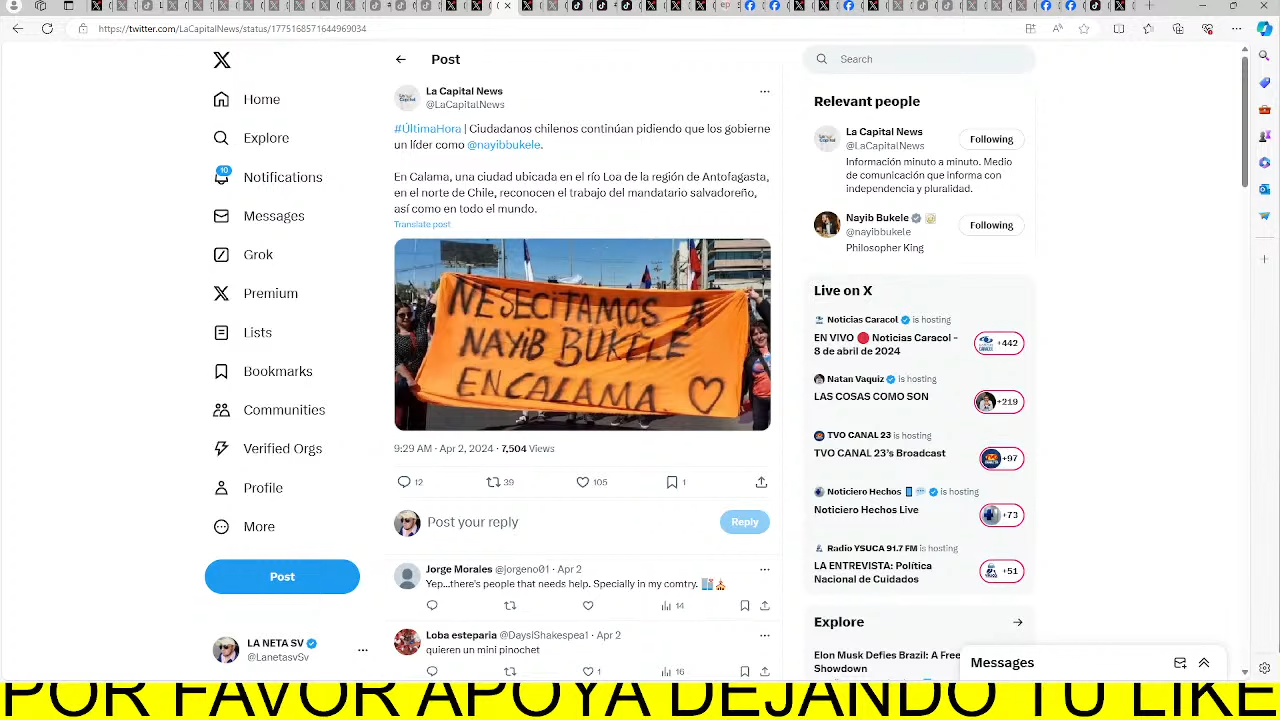 https://twitter.com/LaCapitalNews/status/1775168571644969034
Home
Explore
10
Notifications
Messages
Grok
Premium
Lists
Bookmarks
Communities
Verified Orgs
Profile
More
Post
LA NETA SV
@LanetasvSv
Post
La Capital News
@LaCapitalNews
#ÚltimaHora | Ciudadanos chilenos continúan pidiendo que los gobierne
un líder como @nayibbukele.
En Calama, una ciudad ubicada en el río Loa de la región de Antofagasta,
en el norte de Chile, reconocen el trabajo del mandatario salvadoreño,
así como en todo el mundo.
Translate post
NESECITAMOS A
NAYIB BUKELE
EN CALAMA
9:29 AM · Apr 2, 2024 · 7,504 Views
12 39 105 1
Post your reply
Reply
Jorge Morales @jorgeno01 · Apr 2
Yep...there's people that needs help. Specially in my comtry.
14
Loba esteparia @DaysiShakespea1 · Apr 2
quieren un mini pinochet
1 16
Search
Relevant people
La Capital News
@LaCapitalNews
Following
Información minuto a minuto. Medio
de comunicación que informa con
independencia y pluralidad.
Nayib Bukele
@nayibbukele
Following
Philosopher King
Live on X
Noticias Caracol is hosting
EN VIVO 🔴 Noticias Caracol -
8 de abril de 2024
+442
Natan Vaquiz is hosting
LAS COSAS COMO SON
+219
TVO CANAL 23 is hosting
TVO CANAL 23's Broadcast
+97
Noticiero Hechos is hosting
Noticiero Hechos Live
+73
Radio YSUCA 91.7 FM is hosting
LA ENTREVISTA: Política
Nacional de Cuidados
+51
Explore
Elon Musk Defies Brazil: A Free
Showdown
Messages
POR FAVOR APOYA DEJANDO TU LIKE